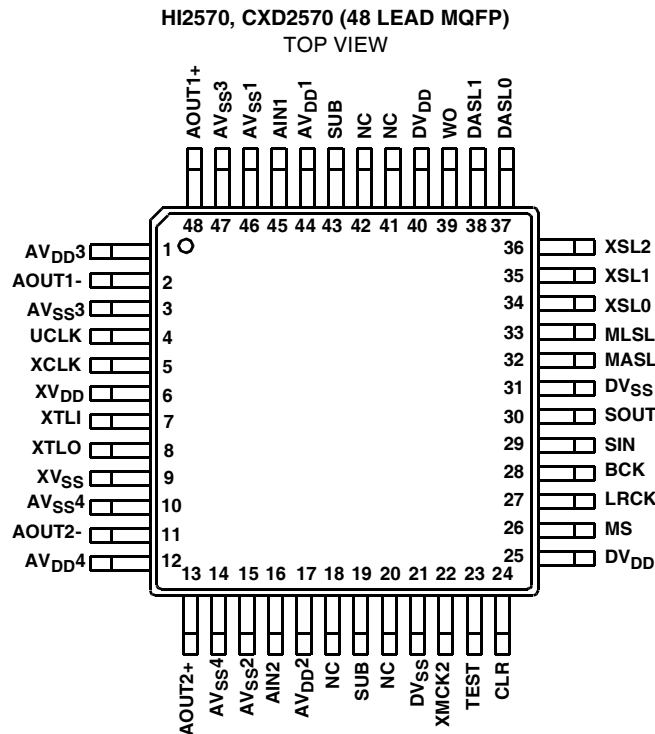 HI2570, CXD2570 (48 LEAD MQFP)
TOP VIEW
AOUT1+
AVSS3
AVSS1
AIN1
AVDD1
SUB
NC
NC
DVDD
WO
DASL1
DASL0
48 47 46 45 44 43 42 41 40 39 38 37
AVDD3 1
AOUT1- 2
AVSS3 3
UCLK 4
XCLK 5
XVDD 6
XTLI 7
XTLO 8
XVSS 9
AVSS4 10
AOUT2- 11
AVDD4 12
36 XSL2
35 XSL1
34 XSL0
33 MLSL
32 MASL
31 DVSS
30 SOUT
29 SIN
28 BCK
27 LRCK
26 MS
25 DVDD
13 14 15 16 17 18 19 20 21 22 23 24
AOUT2+
AVSS4
AVSS2
AIN2
AVDD2
NC
SUB
NC
DVSS
XMCK2
TEST
CLR